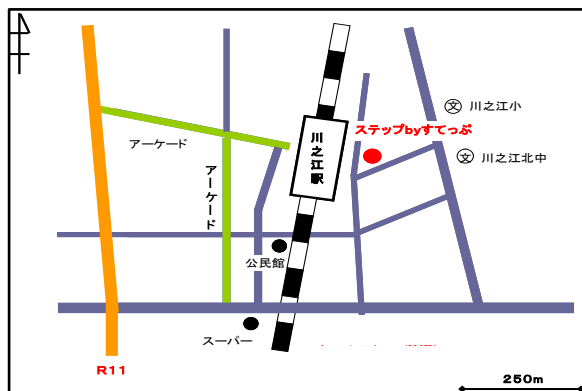 川之江小
ステップbyすてっぷ
アーケード
川之江駅
川之江北中
アーケード
公民館
スーパー
R11
250m
文
文